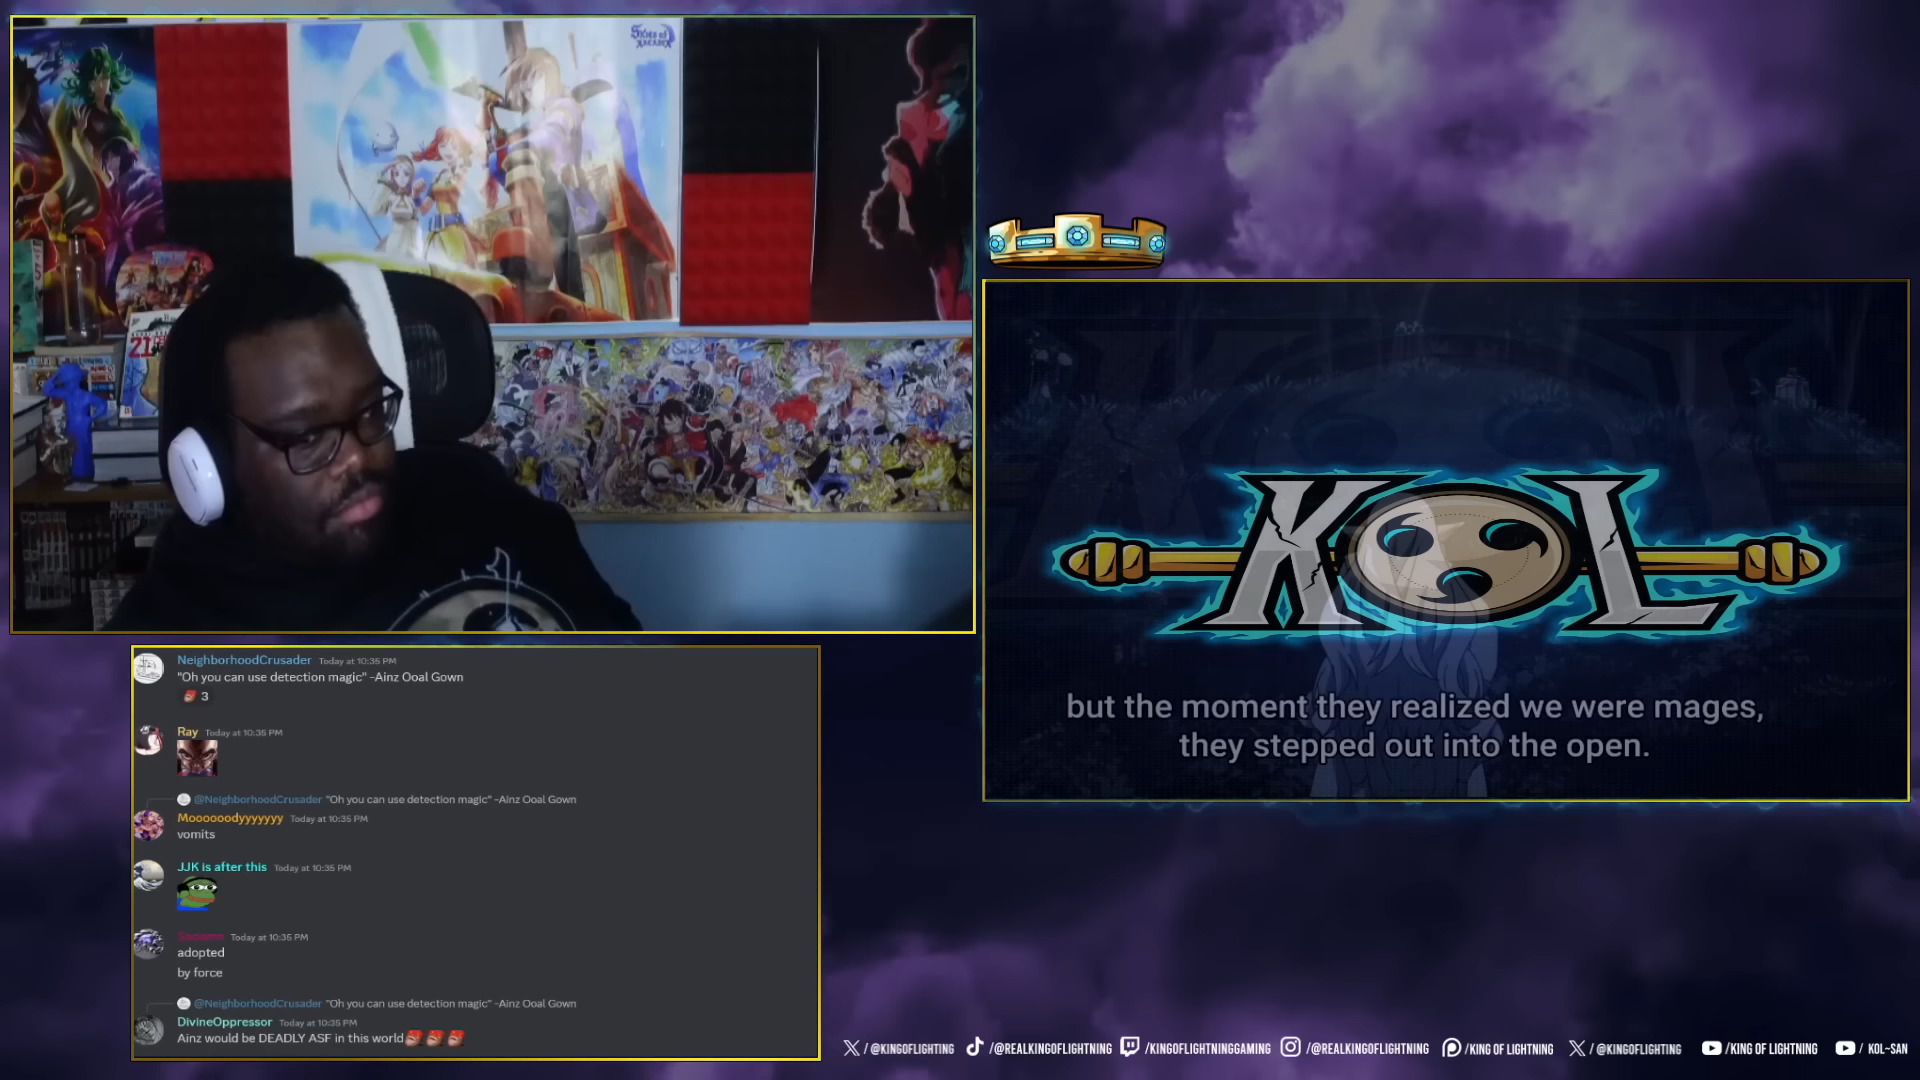 Skies of
ARCADIA
21
KOL
but the moment they realized we were mages,
they stepped out into the open.
NeighborhoodCrusader Today at 10:35 PM
"Oh you can use detection magic" -Ainz Ooal Gown
3
Ray Today at 10:35 PM
@NeighborhoodCrusader "Oh you can use detection magic" -Ainz Ooal Gown
Moooooodyyyyyyy Today at 10:35 PM
vomits
JJK is after this Today at 10:35 PM
Today at 10:35 PM
adopted
by force
@NeighborhoodCrusader "Oh you can use detection magic" -Ainz Ooal Gown
DivineOppressor Today at 10:35 PM
Ainz would be DEADLY ASF in this world
/ @KINGOFLIGHTING /@REALKINGOFLIGHTNING /KINGOFLIGHTNINGGAMING /@REALKINGOFLIGHTNING /KING OF LIGHTNING / @KINGOFLIGHTING /KING OF LIGHTNING / KOL~SAN